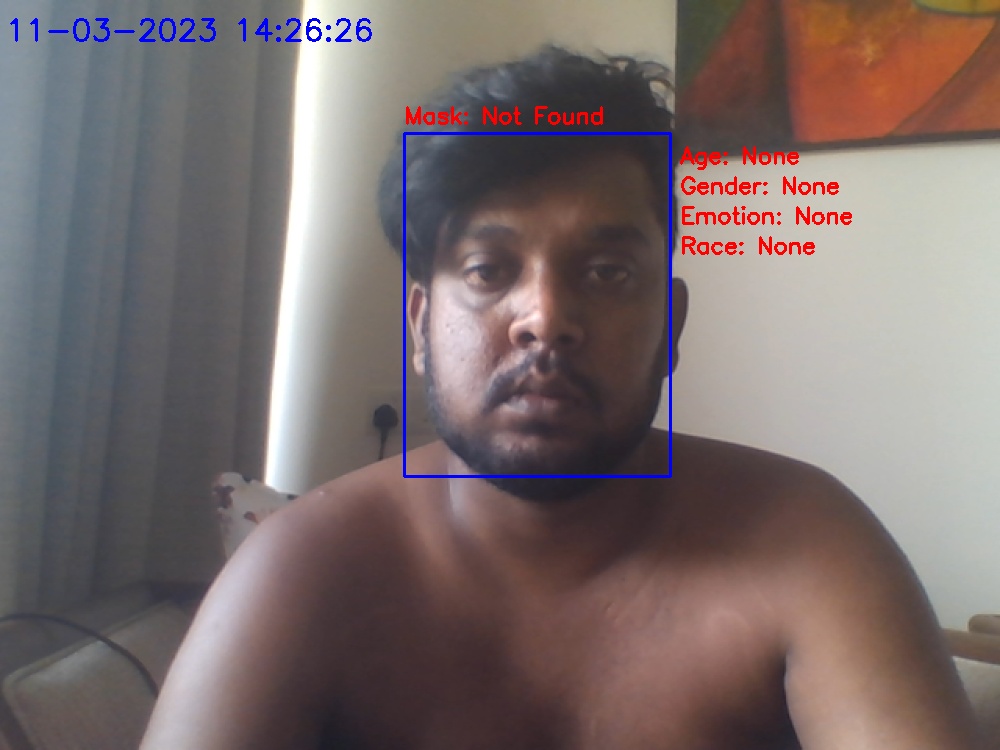 11-03-2023 14:26:26
Mask: Not Found
Age: None
Gender: None
Emotion: None
Race: None